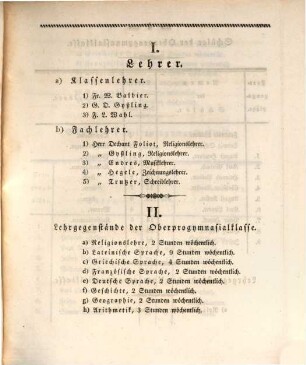 I.
Lehrer.
a) Klassenlehrer.
1) Fr. W. Balbier.
2) G. D. Gyßling.
3) F. L. Wahl.
b) Fachlehrer.
1) Herr Dechant Foliot, Religionslehrer.
2) „ Gyßling, Religionslehrer.
3) „ Endres, Musiklehrer.
4) „ Hegele, Zeichnungslehrer.
5) „ Truzer, Schreiblehrer.
II.
Lehrgegenstände der Oberprogymnasialklasse.
a) Religionslehre, 2 Stunden wöchentlich.
b) Lateinische Sprache, 9 Stunden wöchentlich.
c) Griechische Sprache, 4 Stunden wöchentlich.
d) Französische Sprache, 2 Stunden wöchentlich.
e) Deutsche Sprache, 2 Stunden wöchentlich.
f) Geschichte, 2 Stunden wöchentlich.
g) Geographie, 2 Stunden wöchentlich.
h) Arithmetik, 3 Stunden wöchentlich.